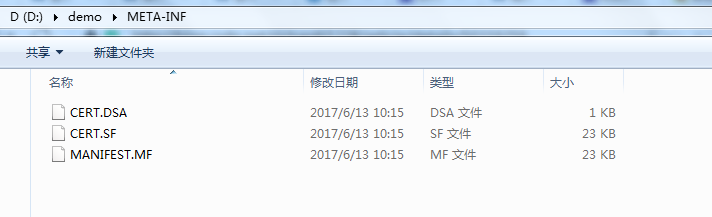 D (D:) ▸ demo ▸ META-INF
共享 ▼ 新建文件夹
名称 修改日期 类型 大小
CERT.DSA 2017/6/13 10:15 DSA 文件 1 KB
CERT.SF 2017/6/13 10:15 SF 文件 23 KB
MANIFEST.MF 2017/6/13 10:15 MF 文件 23 KB